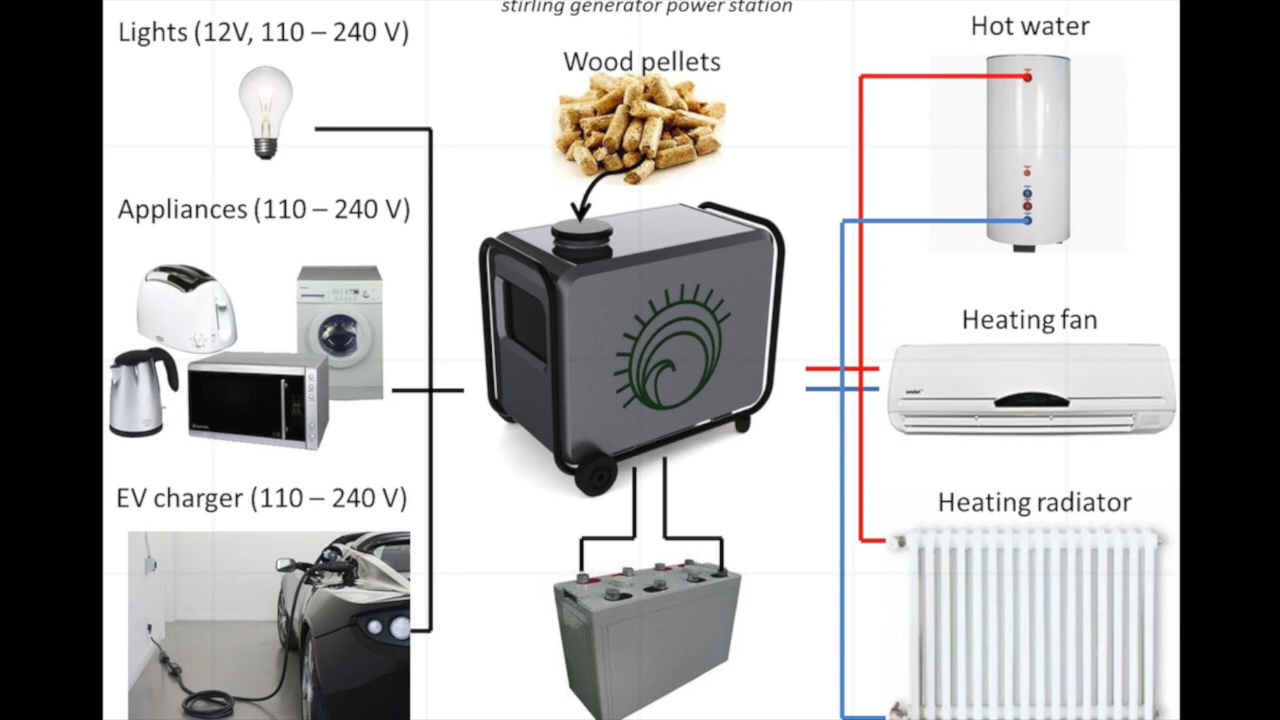 stirling generator power station
Lights (12V, 110 – 240 V)
Wood pellets
Hot water
Appliances (110 – 240 V)
Heating fan
EV charger (110 – 240 V)
Heating radiator